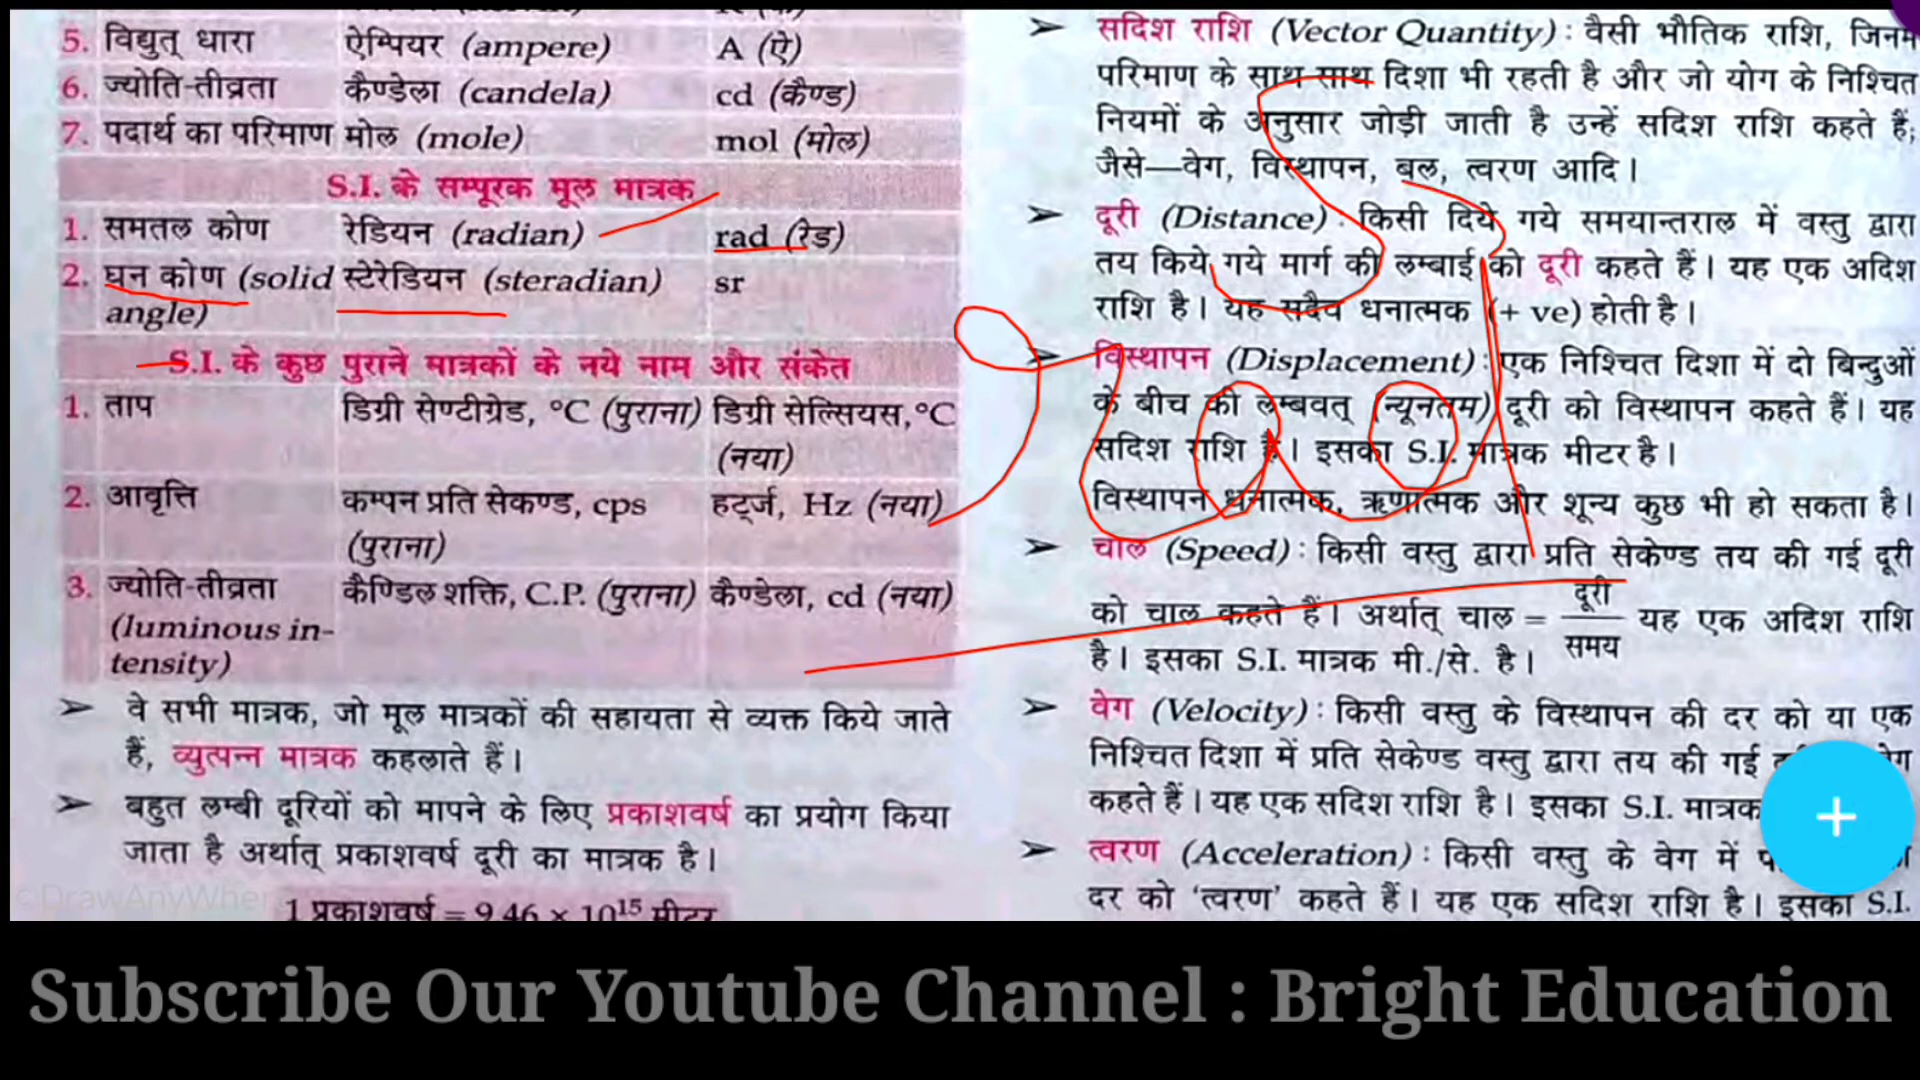 5. विद्युत् धारा ऐम्पियर (ampere) A (ऐ)
6. ज्योति-तीव्रता कैण्डेला (candela) cd (कैण्ड)
7. पदार्थ का परिमाण मोल (mole) mol (मोल)
S.I. के सम्पूरक मूल मात्रक
1. समतल कोण रेडियन (radian) rad (रेड)
2. घन कोण (solid स्टेरेडियन (steradian) sr
angle)
S.I. के कुछ पुराने मात्रकों के नये नाम और संकेत
1. ताप डिग्री सेण्टीग्रेड, °C (पुराना) डिग्री सेल्सियस, °C
(नया)
2. आवृत्ति कम्पन प्रति सेकण्ड, cps हर्ट्ज, Hz (नया)
(पुराना)
3. ज्योति-तीव्रता कैण्डिल शक्ति, C.P. (पुराना) कैण्डेला, cd (नया)
(luminous in-
tensity)
➢ वे सभी मात्रक, जो मूल मात्रकों की सहायता से व्यक्त किये जाते
हैं, व्युत्पन्न मात्रक कहलाते हैं।
➢ बहुत लम्बी दूरियों को मापने के लिए प्रकाशवर्ष का प्रयोग किया
जाता है अर्थात् प्रकाशवर्ष दूरी का मात्रक है।
1 प्रकाशवर्ष = 9.46 × 10¹⁵ मीटर
©DrawAnyWhere
➢ सदिश राशि (Vector Quantity) : वैसी भौतिक राशि, जिनमें
परिमाण के साथ-साथ दिशा भी रहती है और जो योग के निश्चित
नियमों के अनुसार जोड़ी जाती है उन्हें सदिश राशि कहते हैं;
जैसे—वेग, विस्थापन, बल, त्वरण आदि।
➢ दूरी (Distance) : किसी दिये गये समयान्तराल में वस्तु द्वारा
तय किये गये मार्ग की लम्बाई को दूरी कहते हैं। यह एक अदिश
राशि है। यह सदैव धनात्मक (+ ve) होती है।
➢ विस्थापन (Displacement) : एक निश्चित दिशा में दो बिन्दुओं
के बीच की लम्बवत् (न्यूनतम) दूरी को विस्थापन कहते हैं। यह
सदिश राशि है। इसका S.I. मात्रक मीटर है।
विस्थापन धनात्मक, ऋणात्मक और शून्य कुछ भी हो सकता है।
➢ चाल (Speed) : किसी वस्तु द्वारा प्रति सेकेण्ड तय की गई दूरी
को चाल कहते हैं। अर्थात् चाल = दूरी / समय यह एक अदिश राशि
है। इसका S.I. मात्रक मी./से. है।
➢ वेग (Velocity) : किसी वस्तु के विस्थापन की दर को या एक
निश्चित दिशा में प्रति सेकेण्ड वस्तु द्वारा तय की गई
कहते हैं। यह एक सदिश राशि है। इसका S.I. मात्रक
➢ त्वरण (Acceleration) : किसी वस्तु के वेग में
दर को ‘त्वरण’ कहते हैं। यह एक सदिश राशि है। इसका S.I.
Subscribe Our Youtube Channel : Bright Education